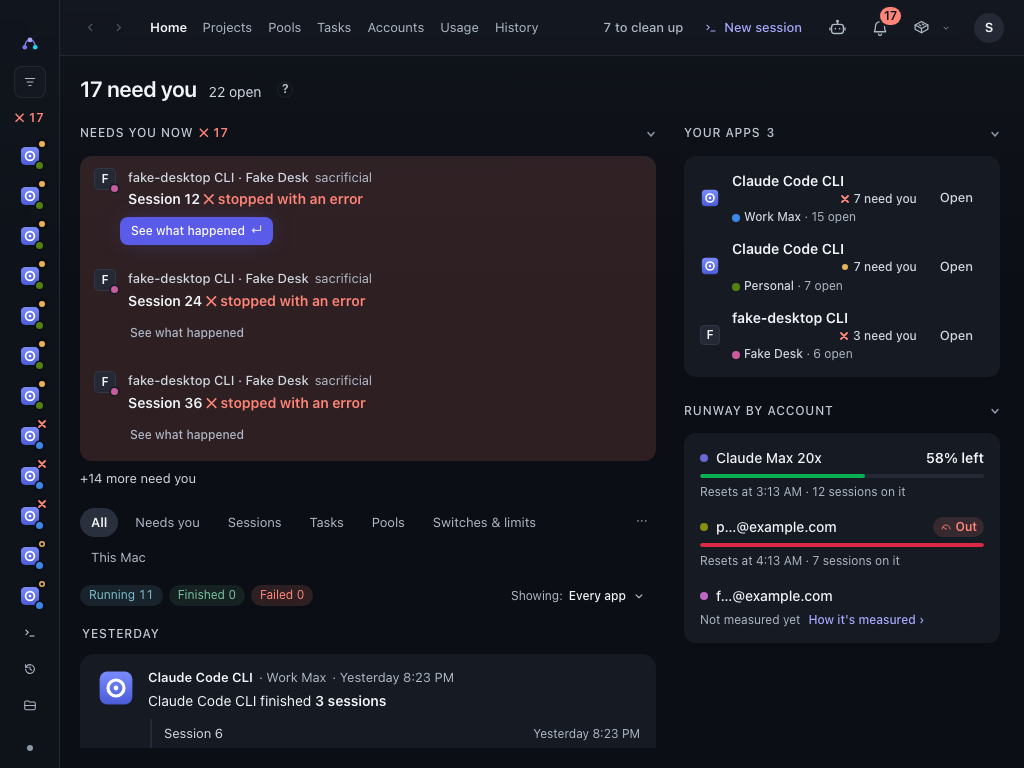 Home Projects Pools Tasks Accounts Usage History 7 to clean up New session 17 S
17
17 need you 22 open ?
NEEDS YOU NOW 17
F fake-desktop CLI · Fake Desk sacrificial
Session 12 stopped with an error
See what happened
F fake-desktop CLI · Fake Desk sacrificial
Session 24 stopped with an error
See what happened
F fake-desktop CLI · Fake Desk sacrificial
Session 36 stopped with an error
See what happened
+14 more need you
All Needs you Sessions Tasks Pools Switches & limits ...
This Mac
Running 11 Finished 0 Failed 0 Showing: Every app
YESTERDAY
Claude Code CLI · Work Max · Yesterday 8:23 PM
Claude Code CLI finished 3 sessions
Session 6 Yesterday 8:23 PM
YOUR APPS 3
Claude Code CLI
7 need you Open
Work Max · 15 open
Claude Code CLI
7 need you Open
Personal · 7 open
fake-desktop CLI
F 3 need you Open
Fake Desk · 6 open
RUNWAY BY ACCOUNT
Claude Max 20x 58% left
Resets at 3:13 AM · 12 sessions on it
p...@example.com Out
Resets at 4:13 AM · 7 sessions on it
f...@example.com
Not measured yet How it's measured ›